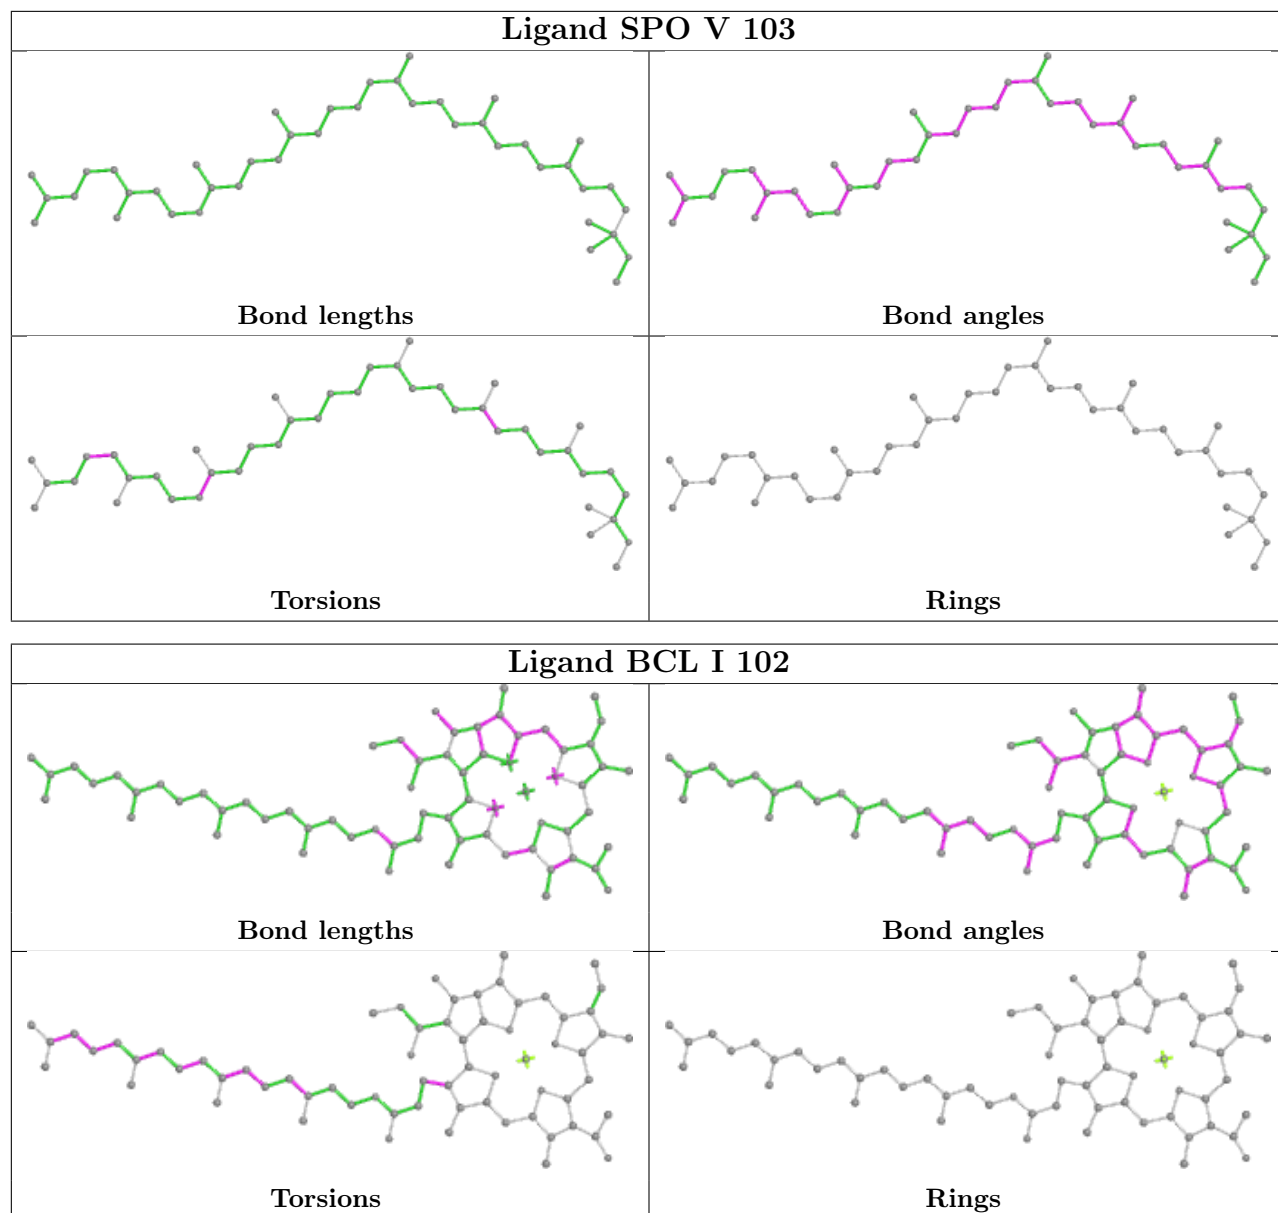 Ligand SPO V 103
Bond lengths
Bond angles
Torsions
Rings
Ligand BCL I 102
Bond lengths
Bond angles
Torsions
Rings